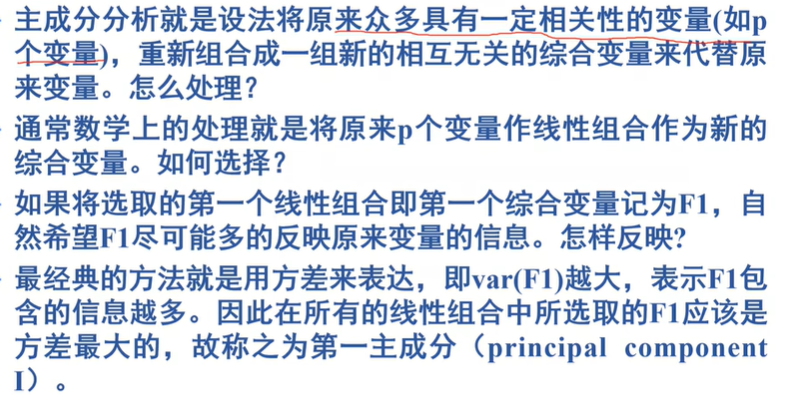 主成分分析就是设法将原来众多具有一定相关性的变量(如p
个变量)，重新组合成一组新的相互无关的综合变量来代替原
来变量。怎么处理？
通常数学上的处理就是将原来p个变量作线性组合作为新的
综合变量。如何选择？
如果将选取的第一个线性组合即第一个综合变量记为F1，自
然希望F1尽可能多的反映原来变量的信息。怎样反映?
最经典的方法就是用方差来表达，即var(F1)越大，表示F1包
含的信息越多。因此在所有的线性组合中所选取的F1应该是
方差最大的，故称之为第一主成分（principal component
I）。